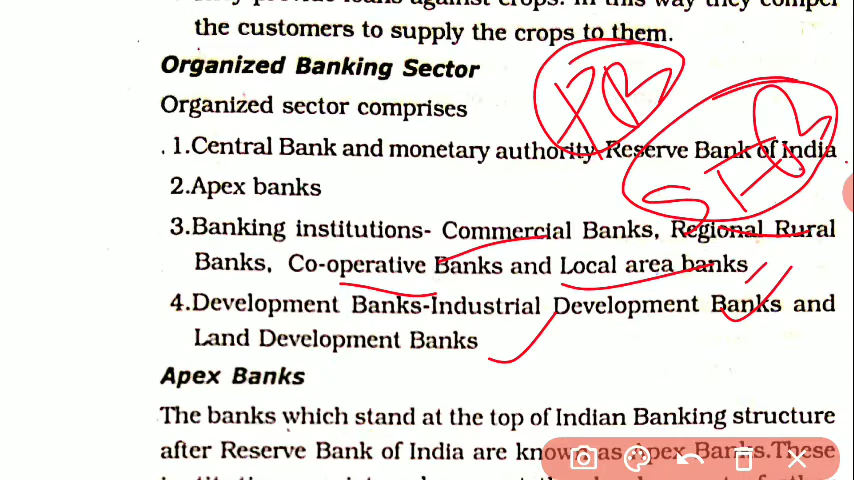 the customers to supply the crops to them.
Organized Banking Sector
Organized sector comprises
1.Central Bank and monetary authority-Reserve Bank of India
2.Apex banks
3.Banking institutions- Commercial Banks, Regional Rural
Banks, Co-operative Banks and Local area banks
4.Development Banks-Industrial Development Banks and
Land Development Banks
Apex Banks
The banks which stand at the top of Indian Banking structure
after Reserve Bank of India are known as Apex Banks.These